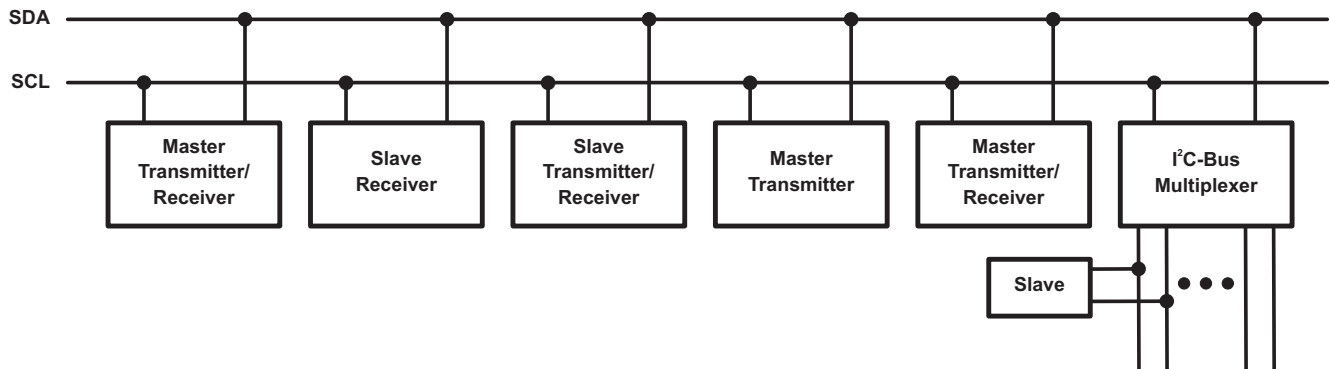 SDA
SCL
Master
Transmitter/
Receiver
Slave
Receiver
Slave
Transmitter/
Receiver
Master
Transmitter
Master
Transmitter/
Receiver
I²C-Bus
Multiplexer
Slave